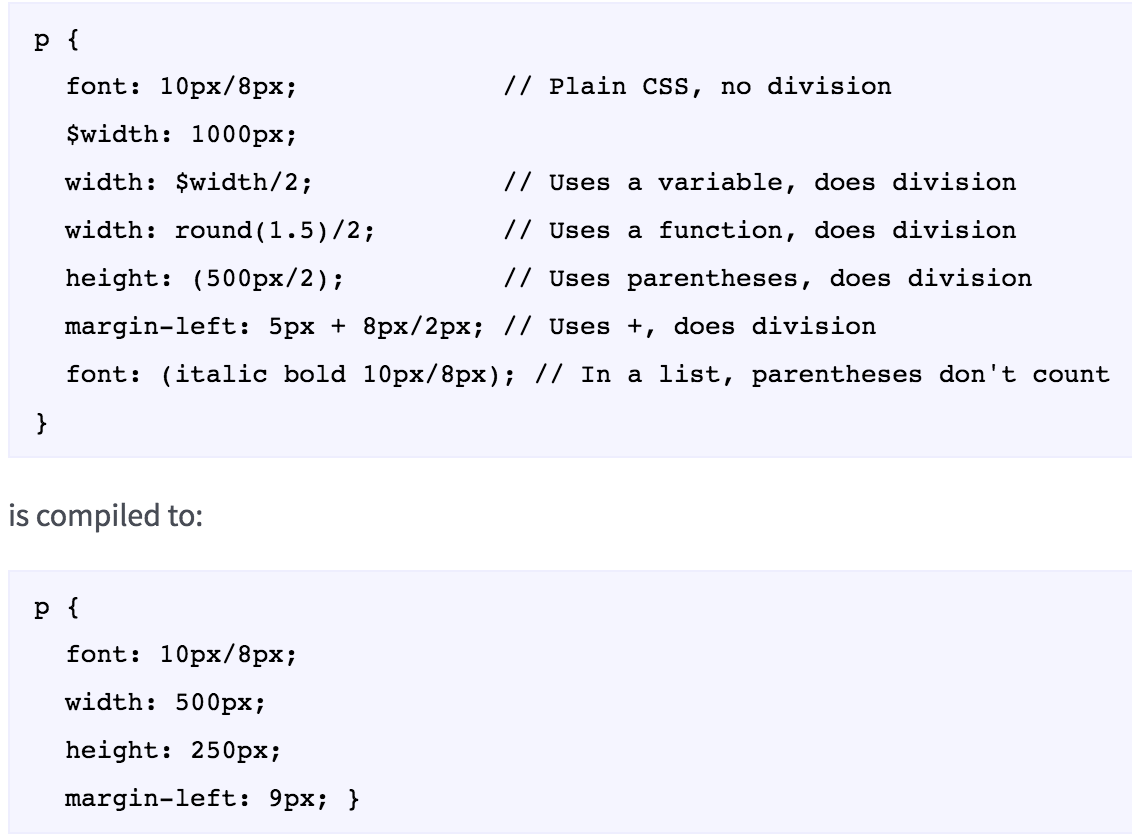 p {
  font: 10px/8px;             // Plain CSS, no division
  $width: 1000px;
  width: $width/2;            // Uses a variable, does division
  width: round(1.5)/2;        // Uses a function, does division
  height: (500px/2);          // Uses parentheses, does division
  margin-left: 5px + 8px/2px; // Uses +, does division
  font: (italic bold 10px/8px); // In a list, parentheses don't count
}
is compiled to:
p {
  font: 10px/8px;
  width: 500px;
  height: 250px;
  margin-left: 9px; }